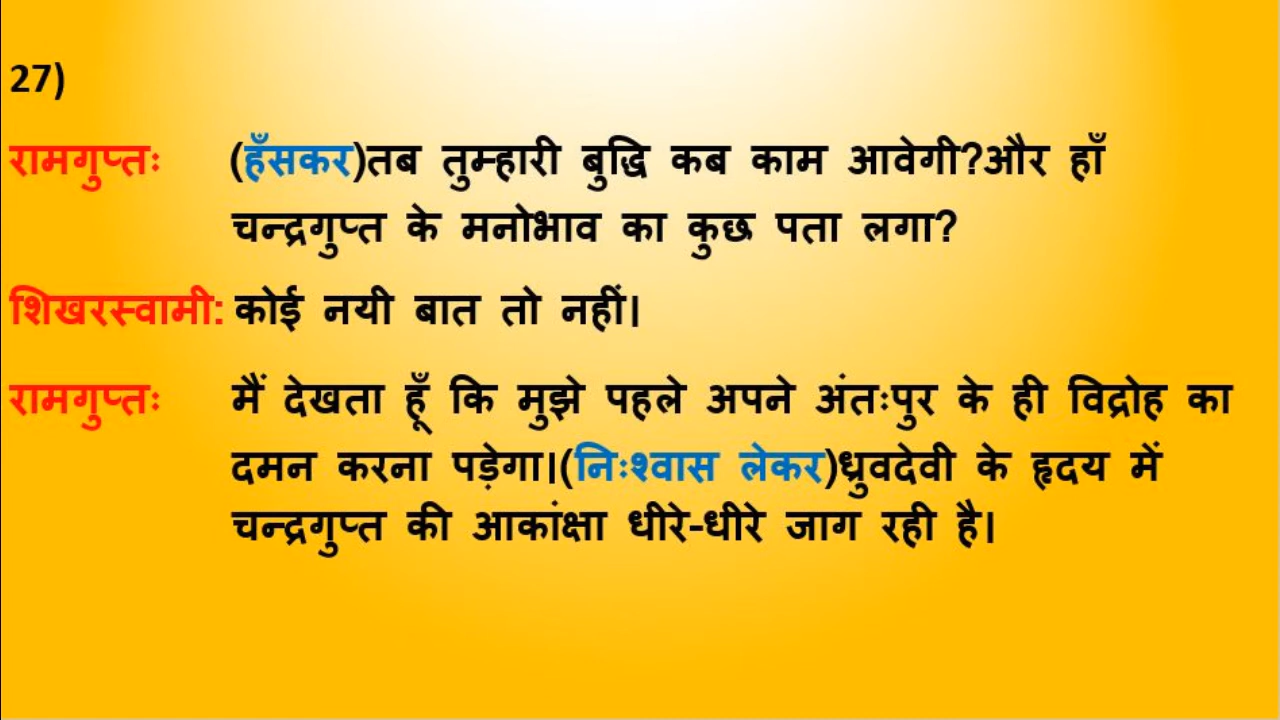 27)
रामगुप्तः (हँसकर)तब तुम्हारी बुद्धि कब काम आवेगी?और हाँ
चन्द्रगुप्त के मनोभाव का कुछ पता लगा?
शिखरस्वामी: कोई नयी बात तो नहीं।
रामगुप्तः मैं देखता हूँ कि मुझे पहले अपने अंतःपुर के ही विद्रोह का
दमन करना पड़ेगा।(निःश्वास लेकर)ध्रुवदेवी के हृदय में
चन्द्रगुप्त की आकांक्षा धीरे-धीरे जाग रही है।